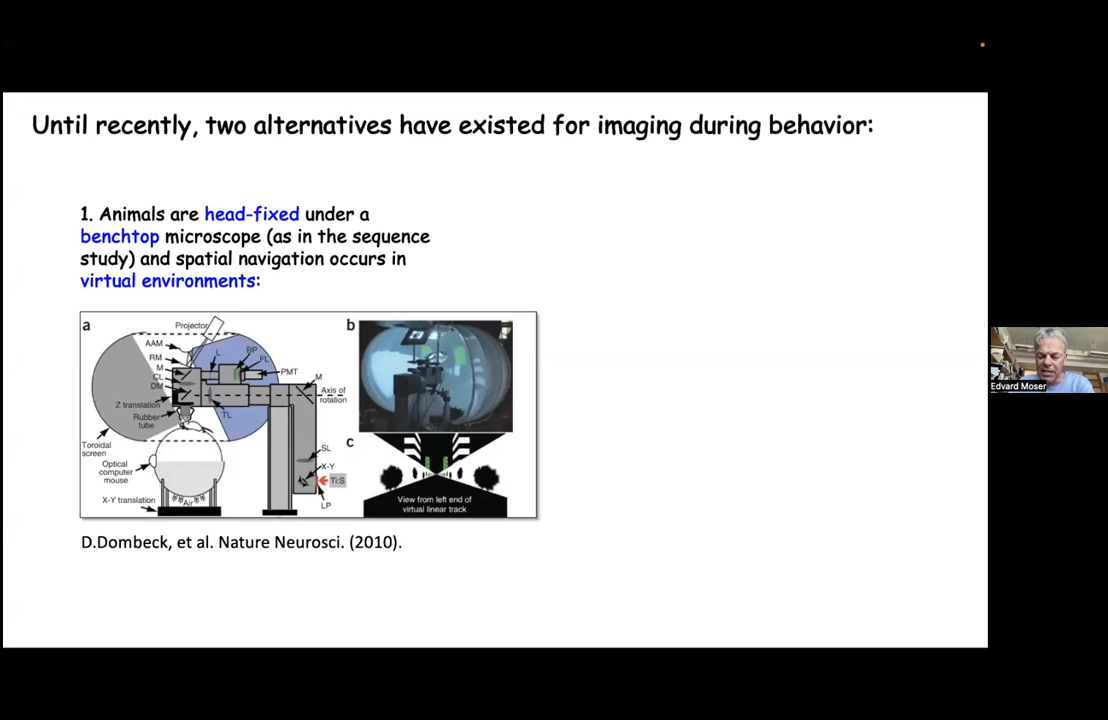 Until recently, two alternatives have existed for imaging during behavior:
1. Animals are head-fixed under a
benchtop microscope (as in the sequence
study) and spatial navigation occurs in
virtual environments:
a
Projector
AAM
RM
M
CL
DM
L
BP
FL
PMT
M
Axis of
rotation
Z translation
Rubber
tube
TL
Toroidal
screen
Optical
computer
mouse
SL
X-Y
Ti:S
LP
X-Y translation
Air
b
c
View from left end of
virtual linear track
D.Dombeck, et al. Nature Neurosci. (2010).
Edvard Moser